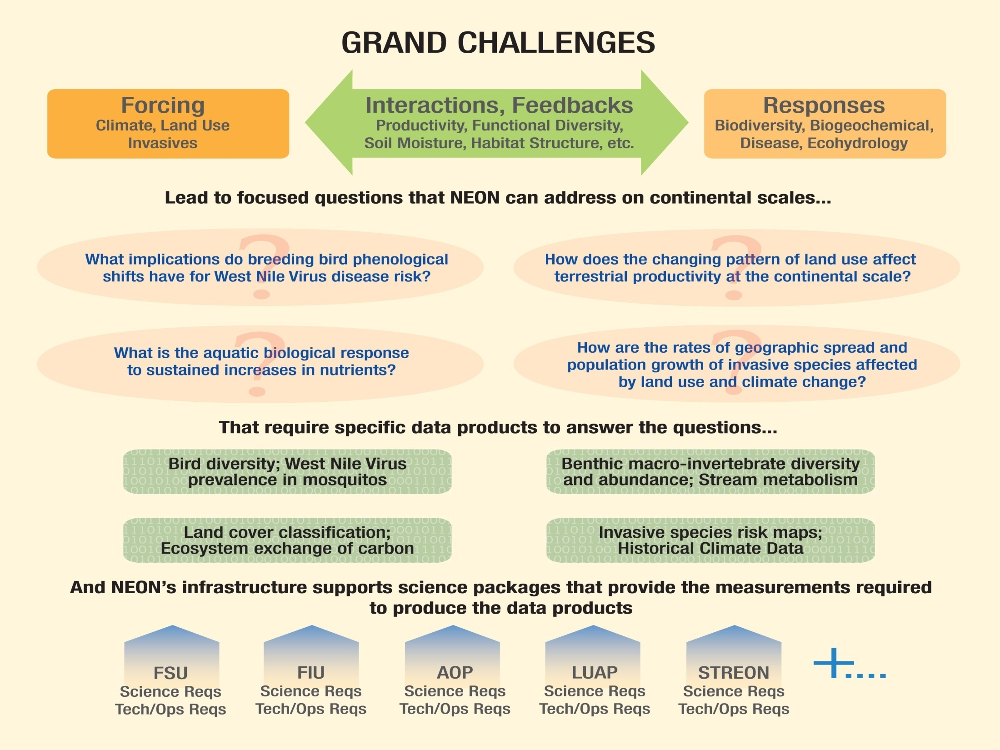 GRAND CHALLENGES
Forcing
Climate, Land Use
Invasives
Interactions, Feedbacks
Productivity, Functional Diversity,
Soil Moisture, Habitat Structure, etc.
Responses
Biodiversity, Biogeochemical,
Disease, Ecohydrology
Lead to focused questions that NEON can address on continental scales...
What implications do breeding bird phenological
shifts have for West Nile Virus disease risk?
How does the changing pattern of land use affect
terrestrial productivity at the continental scale?
What is the aquatic biological response
to sustained increases in nutrients?
How are the rates of geographic spread and
population growth of invasive species affected
by land use and climate change?
That require specific data products to answer the questions...
Bird diversity; West Nile Virus
prevalence in mosquitos
Benthic macro-invertebrate diversity
and abundance; Stream metabolism
Land cover classification;
Ecosystem exchange of carbon
Invasive species risk maps;
Historical Climate Data
And NEON’s infrastructure supports science packages that provide the measurements required
to produce the data products
FSU
Science Reqs
Tech/Ops Reqs
FIU
Science Reqs
Tech/Ops Reqs
AOP
Science Reqs
Tech/Ops Reqs
LUAP
Science Reqs
Tech/Ops Reqs
STREON
Science Reqs
Tech/Ops Reqs
+....